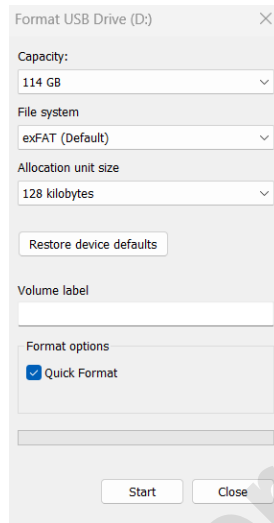 Format USB Drive (D:)
Capacity:
114 GB
File system
exFAT (Default)
Allocation unit size
128 kilobytes
Restore device defaults
Volume label
Format options
Quick Format
Start
Close